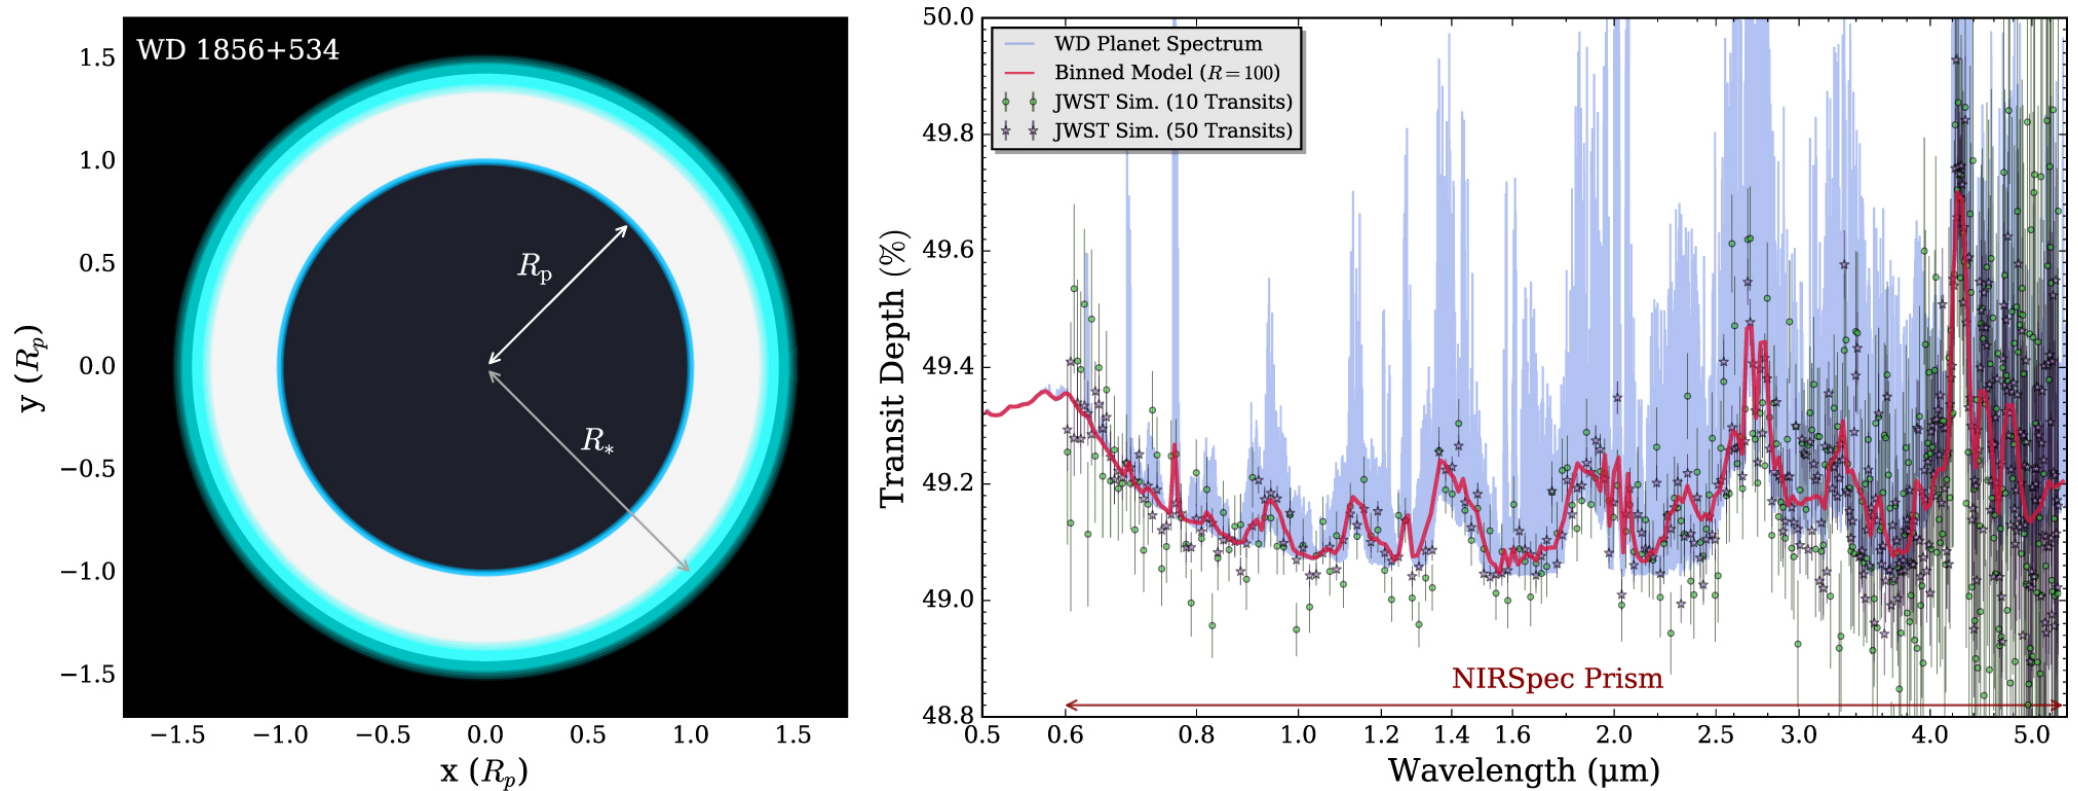 WD 1856+534
1.5
1.0
0.5
0.0
−0.5
−1.0
−1.5
y (Rₚ)
Rₚ
R*
−1.5 −1.0 −0.5 0.0 0.5 1.0 1.5
x (Rₚ)
50.0
49.8
49.6
49.4
49.2
49.0
48.8
Transit Depth (%)
WD Planet Spectrum
Binned Model (R = 100)
JWST Sim. (10 Transits)
JWST Sim. (50 Transits)
NIRSpec Prism
0.5 0.6 0.8 1.0 1.2 1.4 1.6 2.0 2.5 3.0 4.0 5.0
Wavelength (μm)